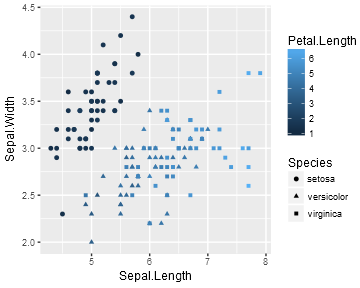 4.5
4.0
3.5
3.0
2.5
2.0
Sepal.Width
5
6
7
8
Sepal.Length
Petal.Length
6
5
4
3
2
1
Species
setosa
versicolor
virginica